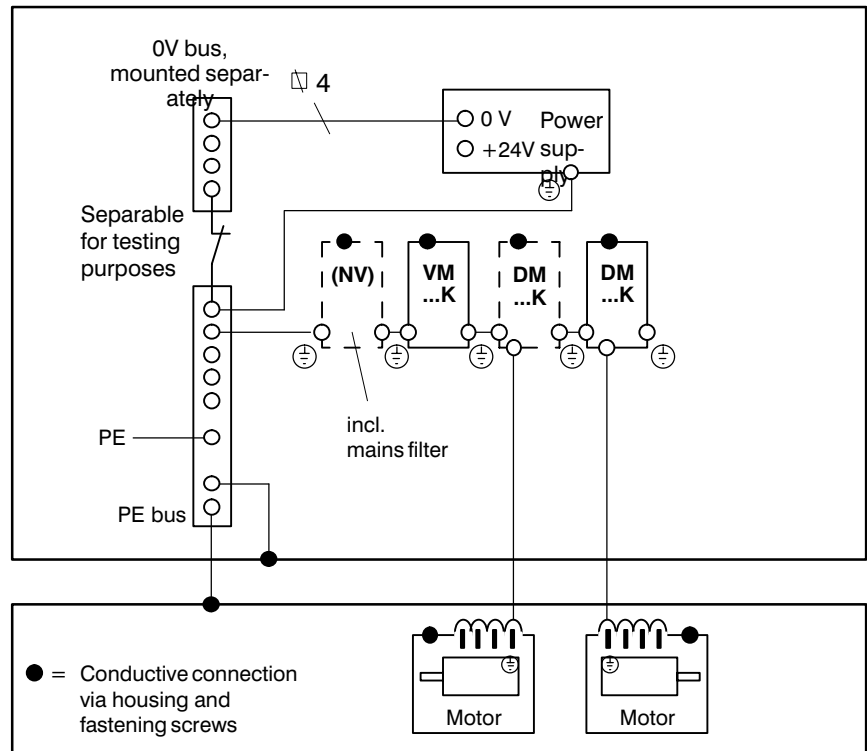 0V bus,
mounted separ-
ately
4
0 V
Power
+24V
sup-
ply
Separable
for testing
purposes
(NV)
VM
...K
DM
...K
DM
...K
incl.
mains filter
PE
PE bus
= Conductive connection
via housing and
fastening screws
Motor
Motor